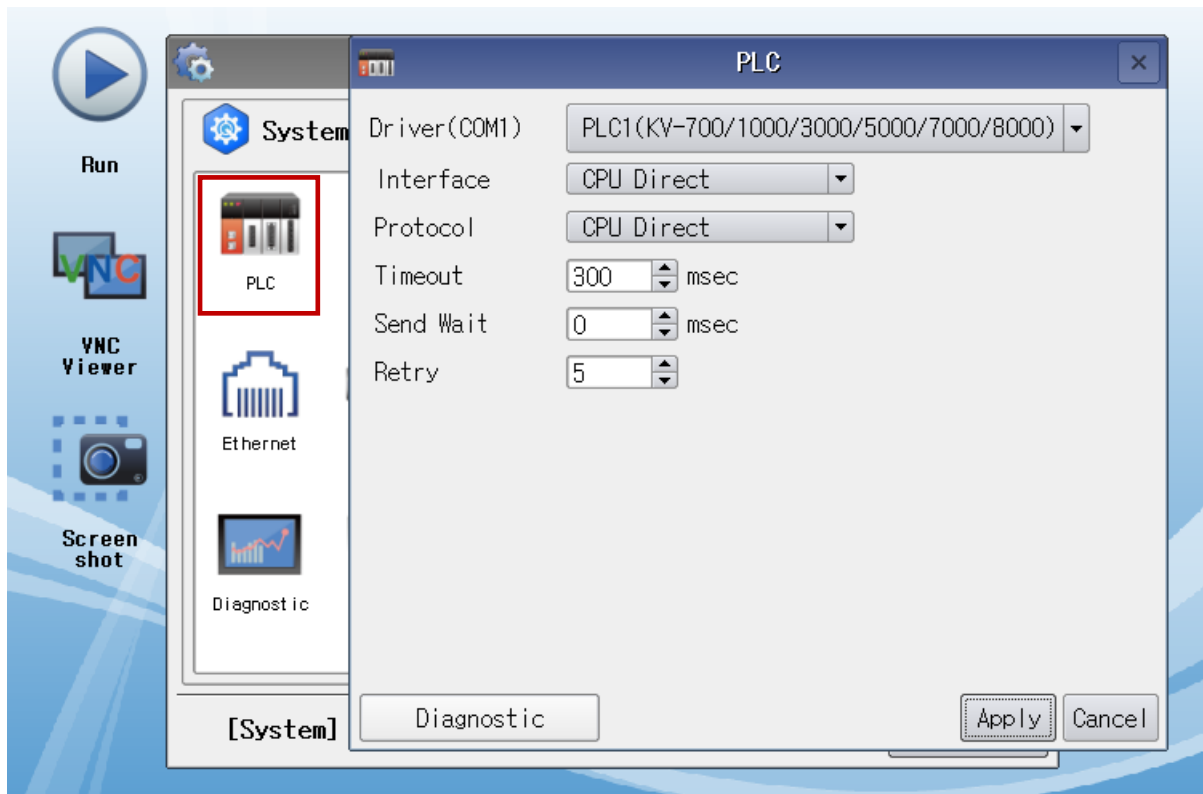 Run
VNC
VNC
Viewer
Screen
shot
System
PLC
Ethernet
Diagnostic
[System]
PLC
Driver(COM1)
PLC1(KV-700/1000/3000/5000/7000/8000)
Interface
CPU Direct
Protocol
CPU Direct
Timeout
300 msec
Send Wait
0 msec
Retry
5
Diagnostic
Apply
Cancel